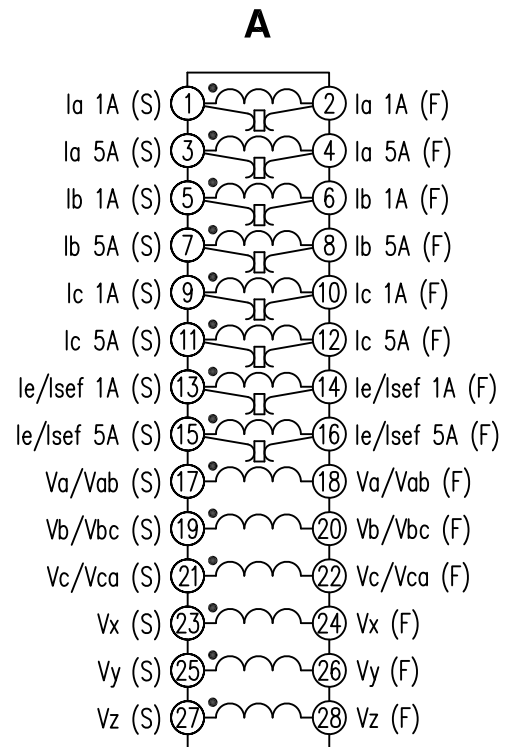 A
Ia 1A (S) 1 2 Ia 1A (F)
Ia 5A (S) 3 4 Ia 5A (F)
Ib 1A (S) 5 6 Ib 1A (F)
Ib 5A (S) 7 8 Ib 5A (F)
Ic 1A (S) 9 10 Ic 1A (F)
Ic 5A (S) 11 12 Ic 5A (F)
Ie/Isef 1A (S) 13 14 Ie/Isef 1A (F)
Ie/Isef 5A (S) 15 16 Ie/Isef 5A (F)
Va/Vab (S) 17 18 Va/Vab (F)
Vb/Vbc (S) 19 20 Vb/Vbc (F)
Vc/Vca (S) 21 22 Vc/Vca (F)
Vx (S) 23 24 Vx (F)
Vy (S) 25 26 Vy (F)
Vz (S) 27 28 Vz (F)